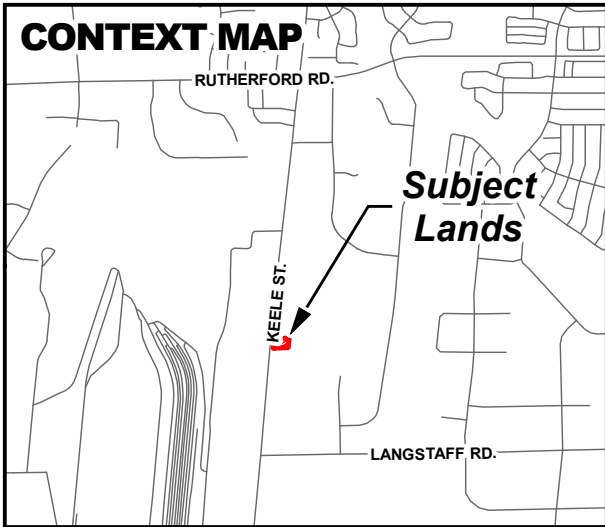 CONTEXT MAP
RUTHERFORD RD.
Subject
Lands
KEELE ST.
LANGSTAFF RD.